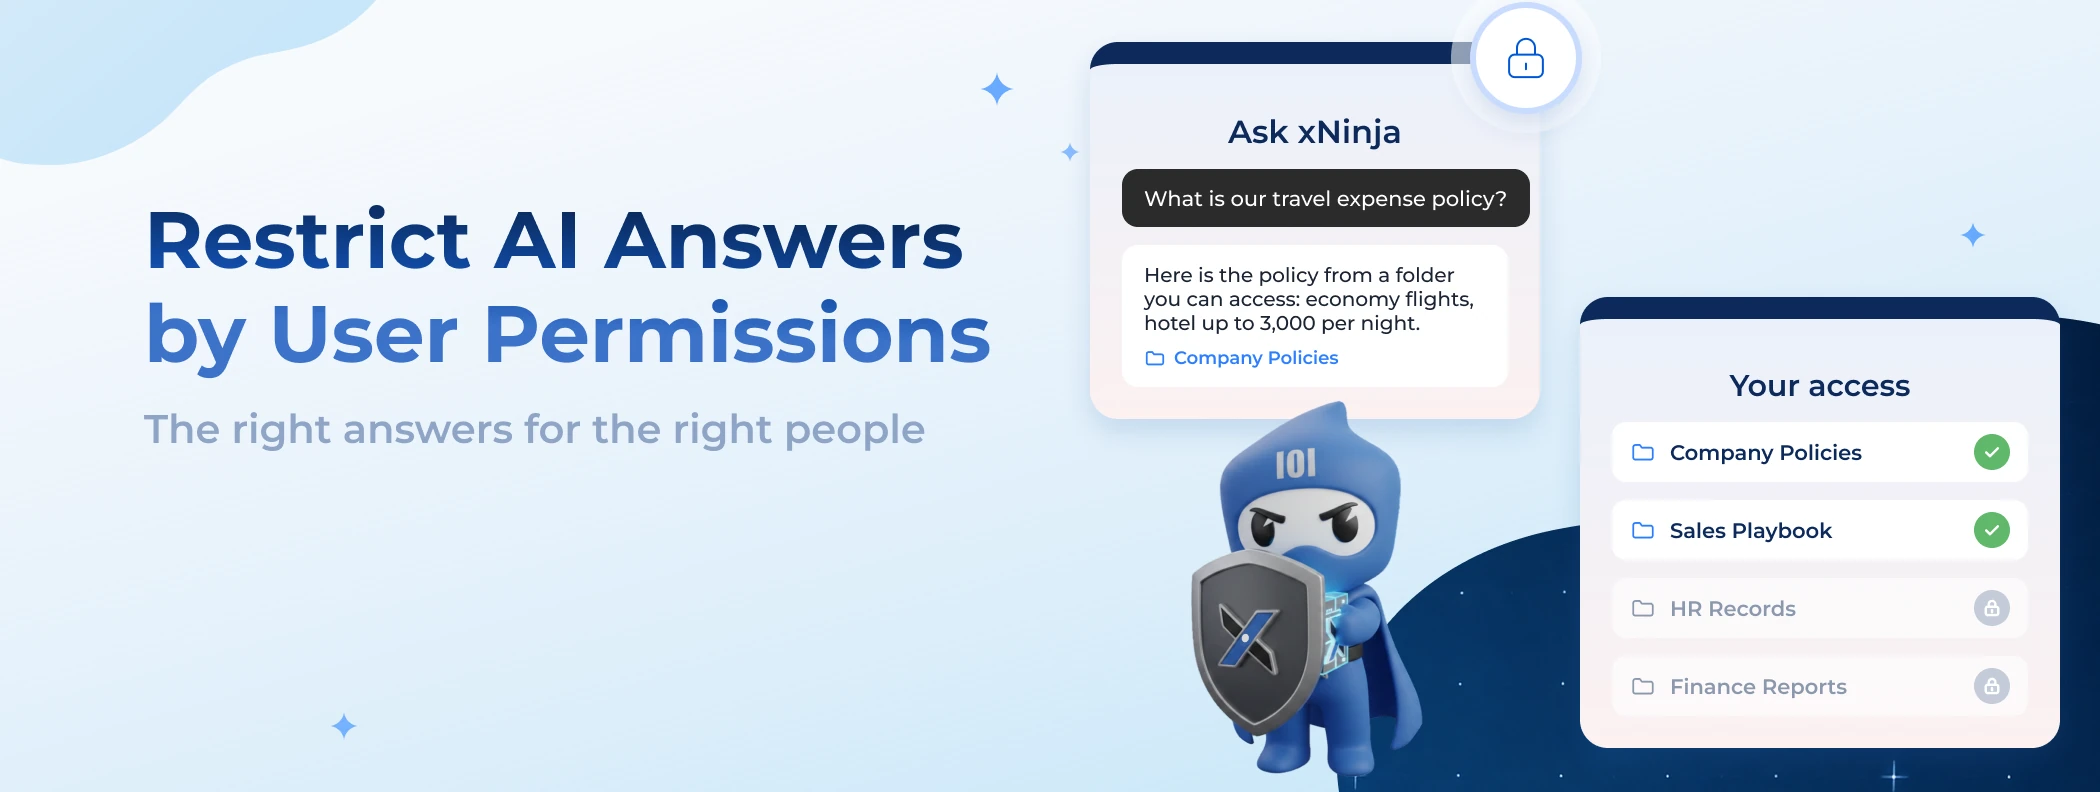 Restrict AI Answers
by User Permissions
The right answers for the right people
Ask xNinja
What is our travel expense policy?
Here is the policy from a folder
you can access: economy flights,
hotel up to 3,000 per night.
Company Policies
IOI
X
Your access
Company Policies
Sales Playbook
HR Records
Finance Reports